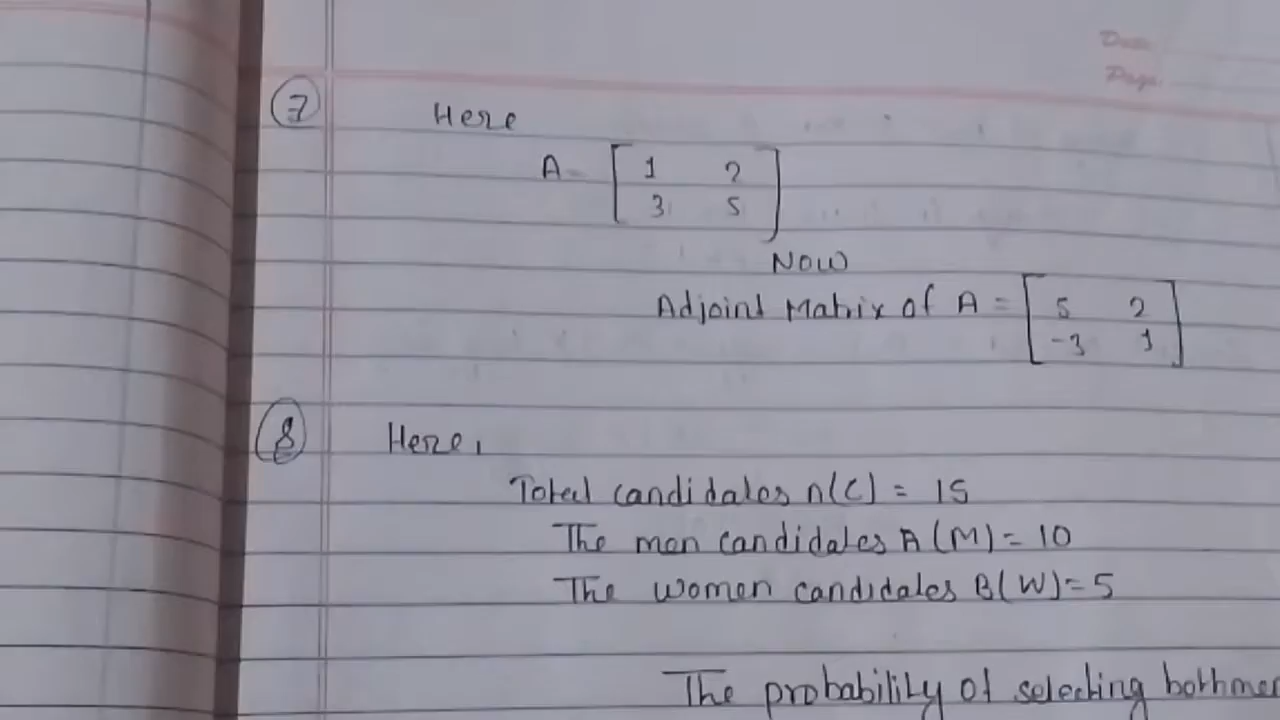 Date
Page
7 Here
A = [ 1 2
3 5 ]
Now
Adjoint Matrix of A = [ 5 2
-3 1 ]
8 Here,
Total candidates n(C) = 15
The men candidates A(M) = 10
The women candidates B(W) = 5
The probability of selecting both men